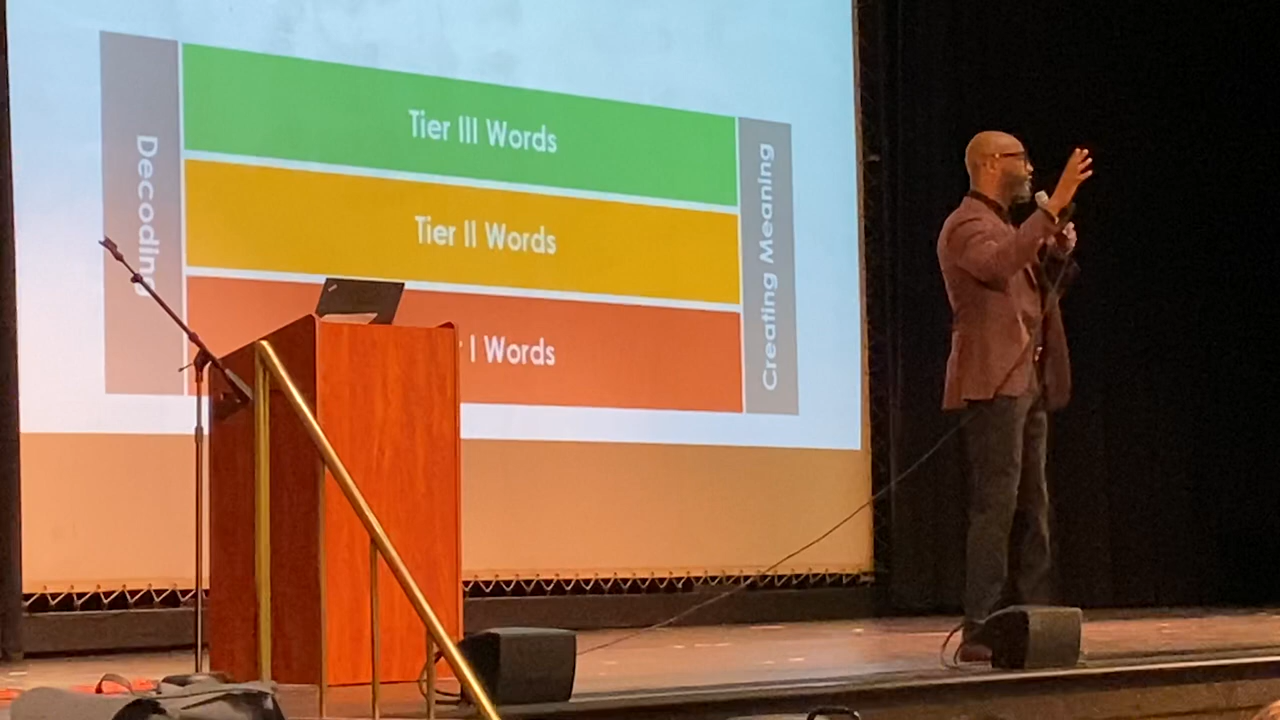 Decoding
Tier III Words
Tier II Words
I Words
Creating Meaning